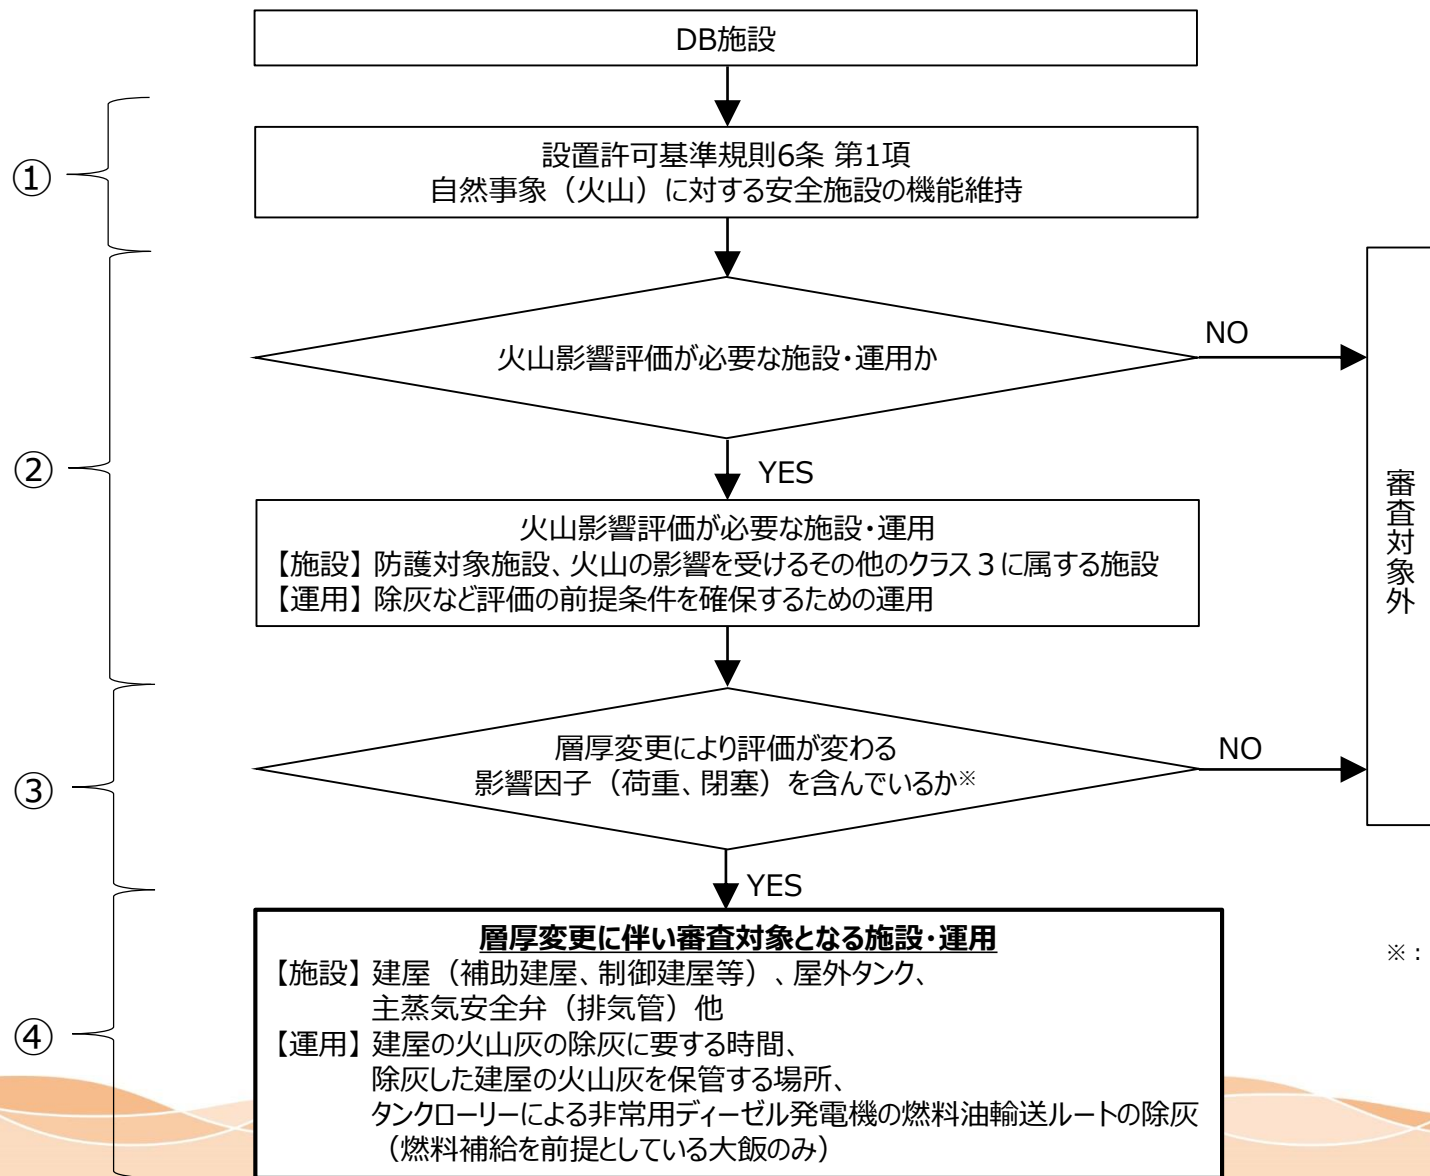 DB施設
①
設置許可基準規則6条 第1項
自然事象（火山）に対する安全施設の機能維持
②
火山影響評価が必要な施設・運用か
NO
審査対象外
YES
火山影響評価が必要な施設・運用
【施設】防護対象施設、火山の影響を受けるその他のクラス３に属する施設
【運用】除灰など評価の前提条件を確保するための運用
③
層厚変更により評価が変わる
影響因子（荷重、閉塞）を含んでいるか※
NO
YES
④
層厚変更に伴い審査対象となる施設・運用
【施設】建屋（補助建屋、制御建屋等）、屋外タンク、
主蒸気安全弁（排気管）他
【運用】建屋の火山灰の除灰に要する時間、
除灰した建屋の火山灰を保管する場所、
タンクローリーによる非常用ディーゼル発電機の燃料油輸送ルートの除灰
（燃料補給を前提としている大飯のみ）
※：